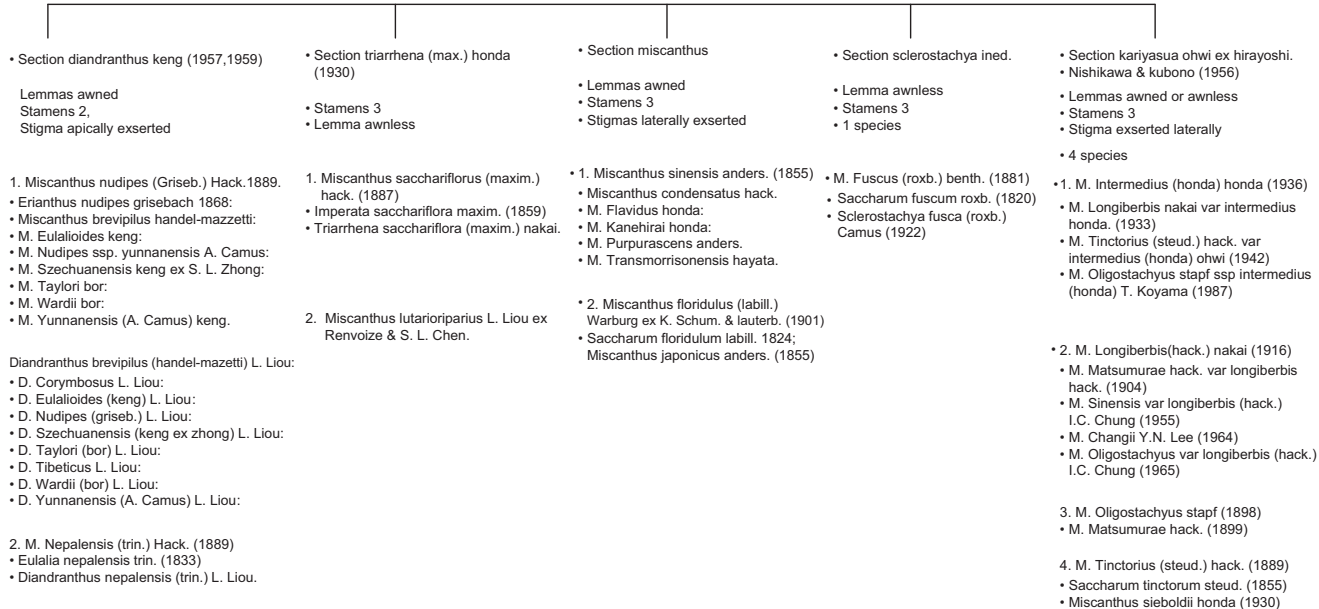 • Section diandranthus keng (1957,1959)
Lemmas awned
Stamens 2,
Stigma apically exserted
1. Miscanthus nudipes (Griseb.) Hack.1889.
• Erianthus nudipes grisebach 1868:
• Miscanthus brevipilus handel-mazzetti:
• M. Eulalioides keng:
• M. Nudipes ssp. yunnanensis A. Camus:
• M. Szechuanensis keng ex S. L. Zhong:
• M. Taylori bor:
• M. Wardii bor:
• M. Yunnanensis (A. Camus) keng.
Diandranthus brevipilus (handel-mazetti) L. Liou:
• D. Corymbosus L. Liou:
• D. Eulalioides (keng) L. Liou:
• D. Nudipes (griseb.) L. Liou:
• D. Szechuanensis (keng ex zhong) L. Liou:
• D. Taylori (bor) L. Liou:
• D. Tibeticus L. Liou:
• D. Wardii (bor) L. Liou:
• D. Yunnanensis (A. Camus) L. Liou:
2. M. Nepalensis (trin.) Hack. (1889)
• Eulalia nepalensis trin. (1833)
• Diandranthus nepalensis (trin.) L. Liou.
• Section triarrhena (max.) honda
(1930)
• Stamens 3
• Lemma awnless
1. Miscanthus sacchariflorus (maxim.)
hack. (1887)
• Imperata sacchariflora maxim. (1859)
• Triarrhena sacchariflora (maxim.) nakai.
2. Miscanthus lutarioriparius L. Liou ex
Renvoize & S. L. Chen.
• Section miscanthus
• Lemmas awned
• Stamens 3
• Stigmas laterally exserted
• 1. Miscanthus sinensis anders. (1855)
• Miscanthus condensatus hack.
• M. Flavidus honda:
• M. Kanehirai honda:
• M. Purpurascens anders.
• M. Transmorrisonensis hayata.
• 2. Miscanthus floridulus (labill.)
Warburg ex K. Schum. & lauterb. (1901)
• Saccharum floridulum labill. 1824;
Miscanthus japonicus anders. (1855)
• Section sclerostachya ined.
• Lemma awnless
• Stamens 3
• 1 species
• M. Fuscus (roxb.) benth. (1881)
• Saccharum fuscum roxb. (1820)
• Sclerostachya fusca (roxb.)
Camus (1922)
• Section kariyasua ohwi ex hirayoshi.
• Nishikawa & kubono (1956)
• Lemmas awned or awnless
• Stamens 3
• Stigma exserted laterally
• 4 species
• 1. M. Intermedius (honda) honda (1936)
• M. Longiberbis nakai var intermedius
honda. (1933)
• M. Tinctorius (steud.) hack. var
intermedius (honda) ohwi (1942)
• M. Oligostachyus stapf ssp intermedius
(honda) T. Koyama (1987)
• 2. M. Longiberbis(hack.) nakai (1916)
• M. Matsumurae hack. var longiberbis
hack. (1904)
• M. Sinensis var longiberbis (hack.)
I.C. Chung (1955)
• M. Changii Y.N. Lee (1964)
• M. Oligostachyus var longiberbis (hack.)
I.C. Chung (1965)
3. M. Oligostachyus stapf (1898)
• M. Matsumurae hack. (1899)
4. M. Tinctorius (steud.) hack. (1889)
• Saccharum tinctorum steud. (1855)
• Miscanthus sieboldii honda (1930)